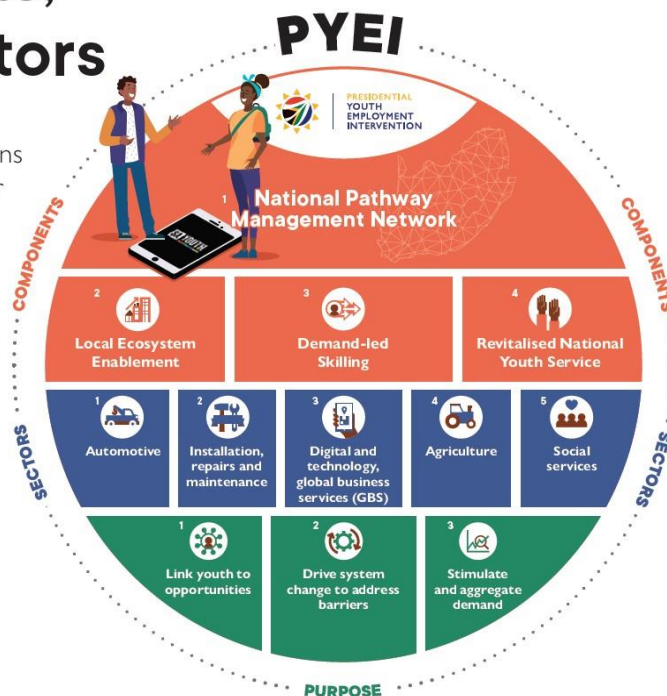 PYEI
PRESIDENTIAL
YOUTH
EMPLOYMENT
INTERVENTION
COMPONENTS
COMPONENTS
1
National Pathway
Management Network
YOUTH
2
Local Ecosystem
Enablement
3
Demand-led
Skilling
4
Revitalised National
Youth Service
SECTORS
SECTORS
1
Automotive
2
Installation,
repairs and
maintenance
3
Digital and
technology,
global business
services (GBS)
4
Agriculture
5
Social
services
1
Link youth to
opportunities
2
Drive system
change to address
barriers
3
Stimulate
and aggregate
demand
PURPOSE